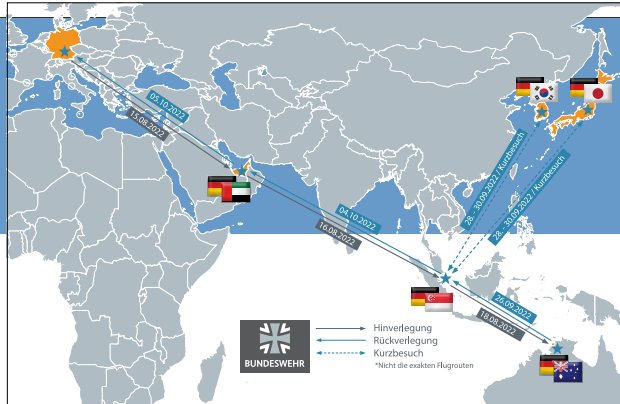 05.10.2022
15.08.2022
04.10.2022
16.08.2022
28. - 30.09.2022 / Kurzbesuch
28. - 30.09.2022 / Kurzbesuch
26.09.2022
18.08.2022
BUNDESWEHR
Hinverlegung
Rückverlegung
Kurzbesuch
*Nicht die exakten Flugrouten